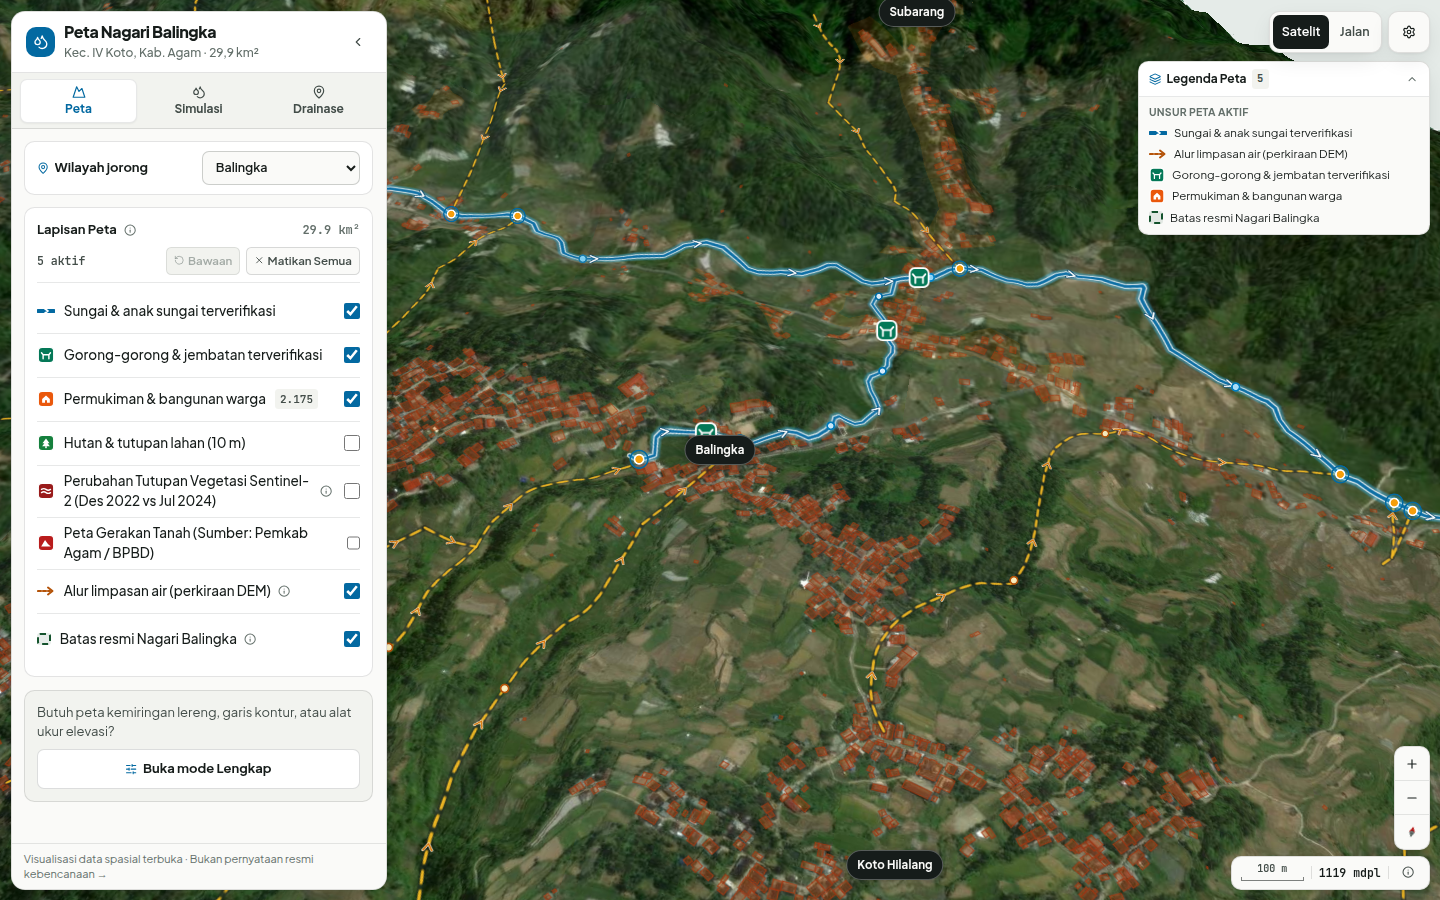 Peta Nagari Balingka
Kec. IV Koto, Kab. Agam · 29,9 km²
Peta
Simulasi
Drainase
Wilayah jorong
Balingka
Lapisan Peta
29.9 km²
5 aktif
Bawaan
Matikan Semua
Sungai & anak sungai terverifikasi
Gorong-gorong & jembatan terverifikasi
Permukiman & bangunan warga 2.175
Hutan & tutupan lahan (10 m)
Perubahan Tutupan Vegetasi Sentinel-
2 (Des 2022 vs Jul 2024)
Peta Gerakan Tanah (Sumber: Pemkab
Agam / BPBD)
Alur limpasan air (perkiraan DEM)
Batas resmi Nagari Balingka
Butuh peta kemiringan lereng, garis kontur, atau alat
ukur elevasi?
Buka mode Lengkap
Visualisasi data spasial terbuka · Bukan pernyataan resmi
kebencanaan →
Subarang
Balingka
Koto Hilalang
Satelit
Jalan
Legenda Peta 5
UNSUR PETA AKTIF
Sungai & anak sungai terverifikasi
Alur limpasan air (perkiraan DEM)
Gorong-gorong & jembatan terverifikasi
Permukiman & bangunan warga
Batas resmi Nagari Balingka
100 m
1119 mdpl